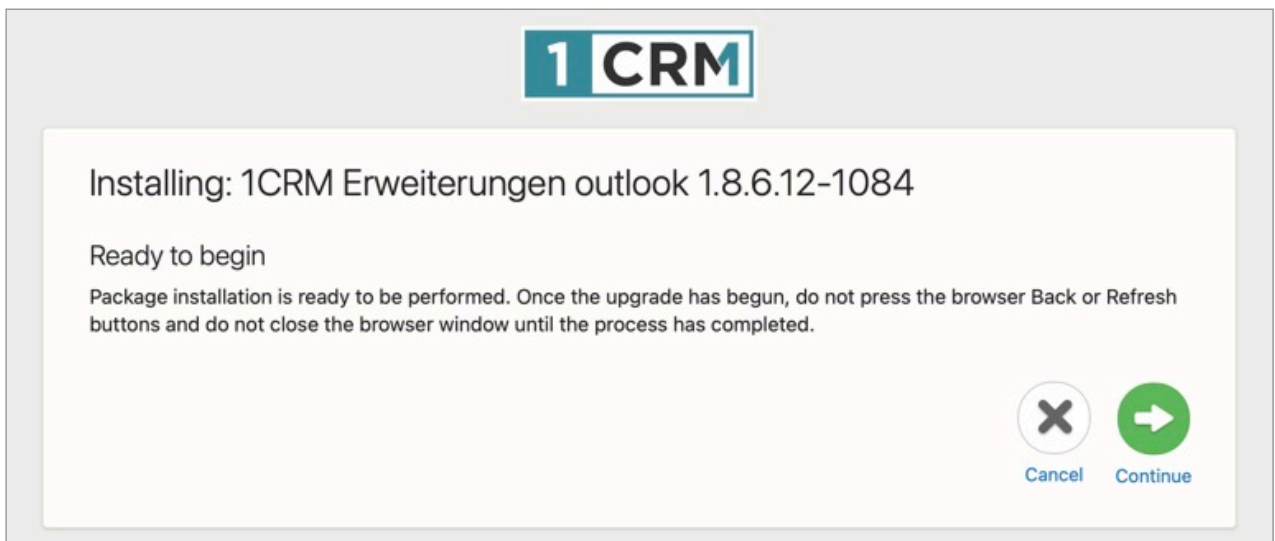 1 CRM
Installing: 1CRM Erweiterungen outlook 1.8.6.12-1084
Ready to begin
Package installation is ready to be performed. Once the upgrade has begun, do not press the browser Back or Refresh
buttons and do not close the browser window until the process has completed.
Cancel Continue